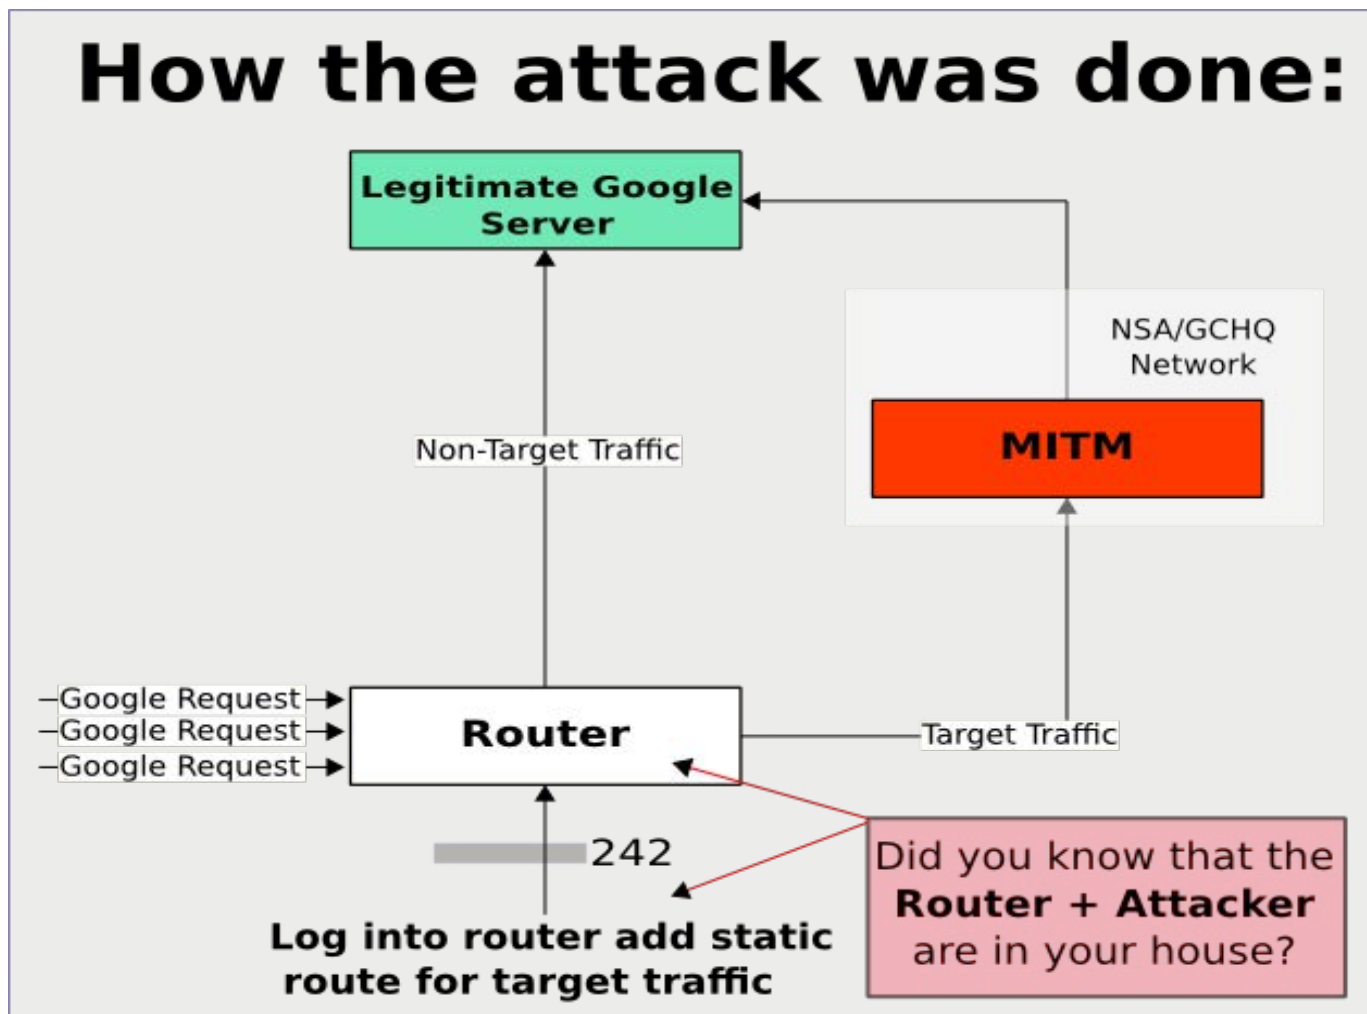 How the attack was done:
Legitimate Google
Server
NSA/GCHQ
Network
MITM
Non-Target Traffic
Google Request
Google Request
Google Request
Router
Target Traffic
242
Log into router add static
route for target traffic
Did you know that the
Router + Attacker
are in your house?